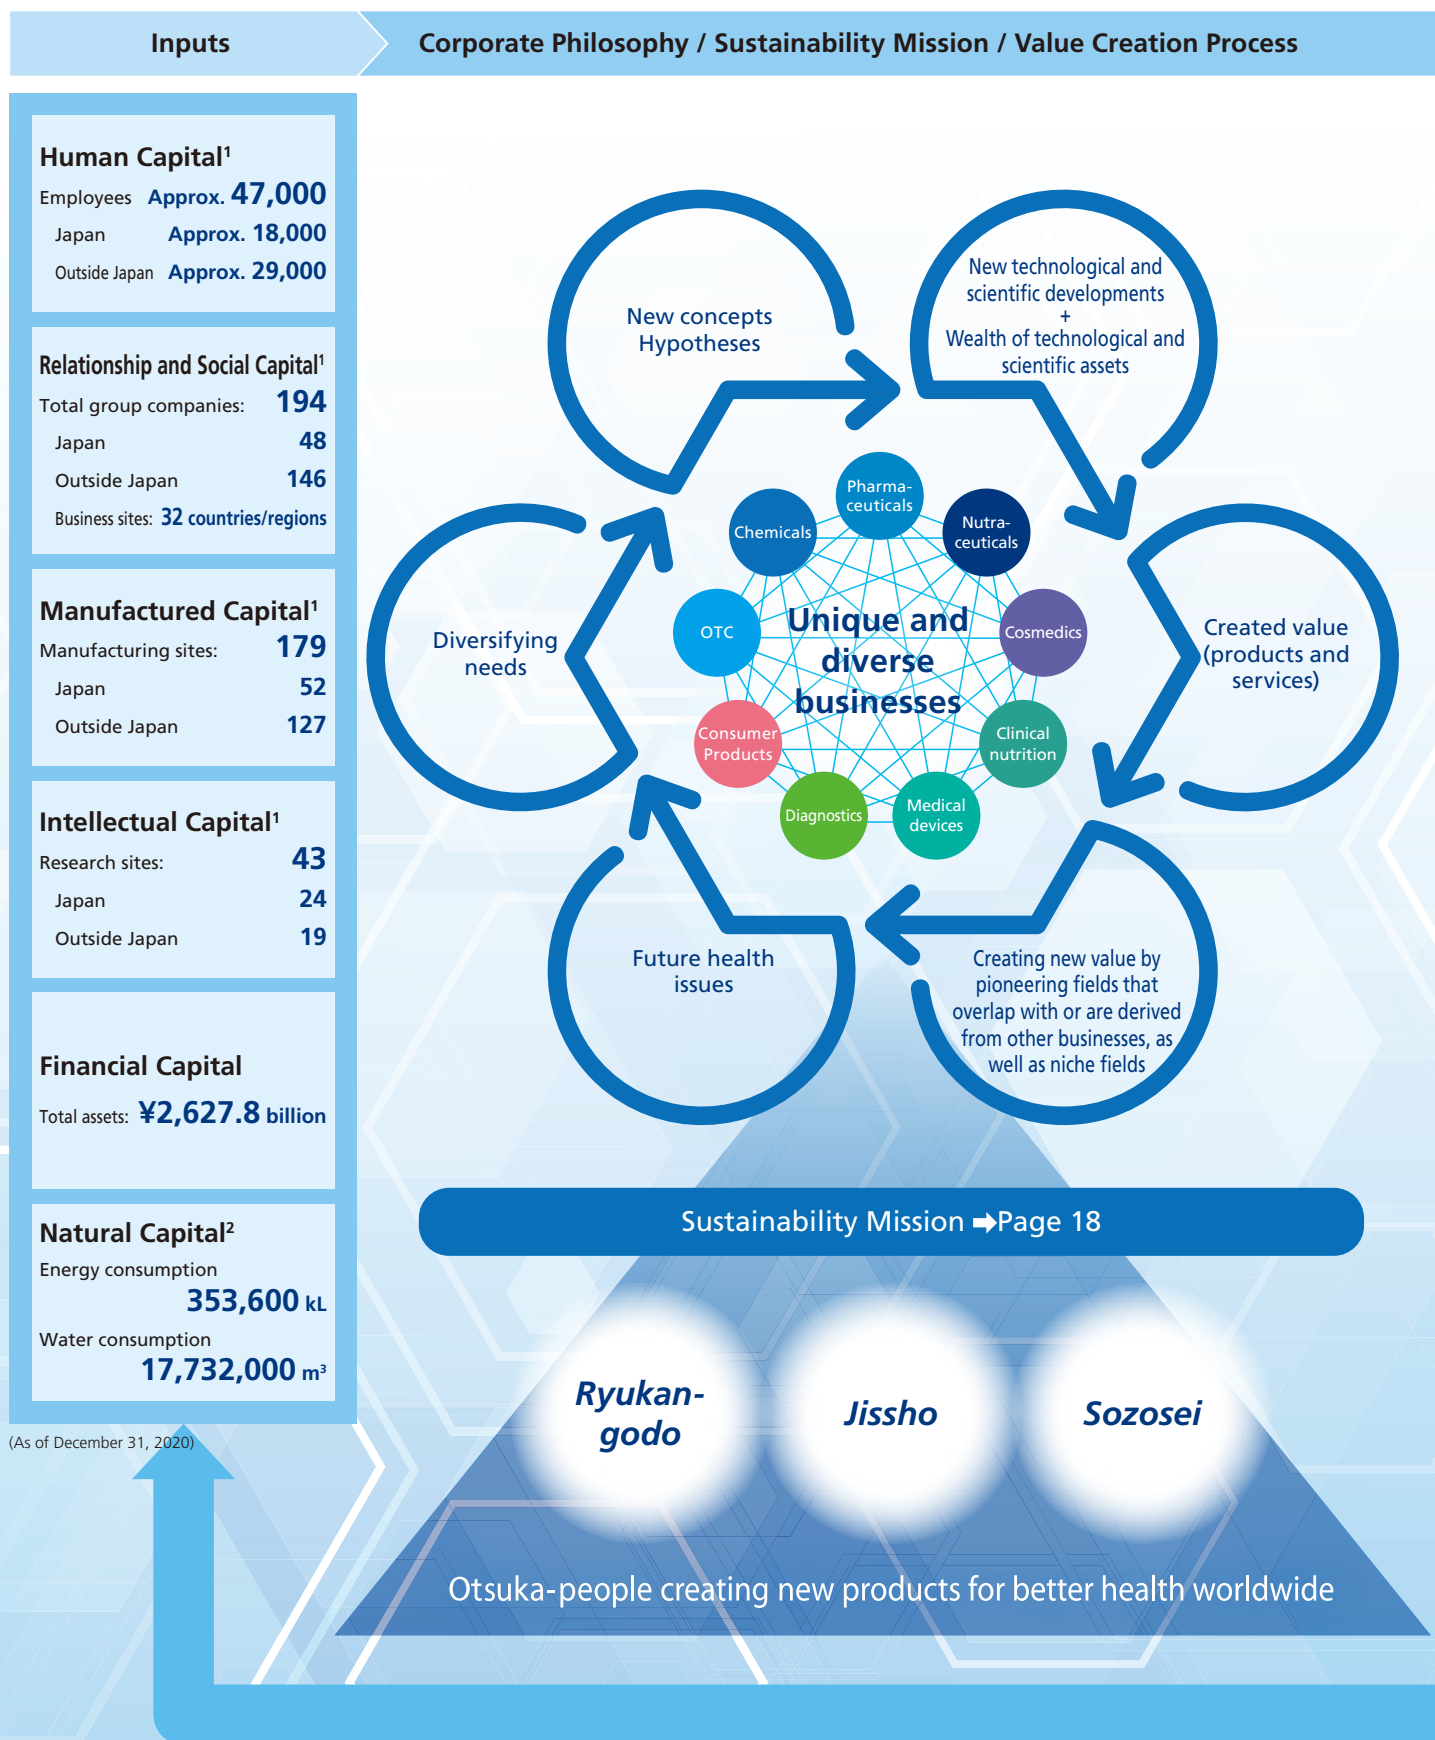 Inputs
Corporate Philosophy / Sustainability Mission / Value Creation Process
Human Capital¹
Employees Approx. 47,000
Japan Approx. 18,000
Outside Japan Approx. 29,000
Relationship and Social Capital¹
Total group companies: 194
Japan 48
Outside Japan 146
Business sites: 32 countries/regions
Manufactured Capital¹
Manufacturing sites: 179
Japan 52
Outside Japan 127
Intellectual Capital¹
Research sites: 43
Japan 24
Outside Japan 19
Financial Capital
Total assets: ¥2,627.8 billion
Natural Capital²
Energy consumption
353,600 kL
Water consumption
17,732,000 m³
(As of December 31, 2020)
New concepts
Hypotheses
New technological and
scientific developments
+
Wealth of technological and
scientific assets
Created value
(products and
services)
Creating new value by
pioneering fields that
overlap with or are derived
from other businesses, as
well as niche fields
Future health
issues
Diversifying
needs
Pharma-
ceuticals
Nutra-
ceuticals
Cosmedics
Clinical
nutrition
Medical
devices
Diagnostics
Consumer
Products
OTC
Chemicals
Unique and
diverse
businesses
Sustainability Mission ➡Page 18
Ryukan-
godo
Jissho
Sozosei
Otsuka-people creating new products for better health worldwide